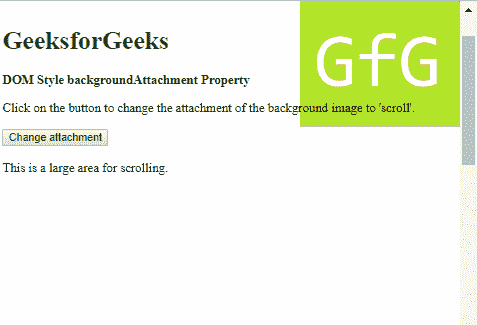 GfG
GeeksforGeeks
DOM Style backgroundAttachment Property
Click on the button to change the attachment of the background image to 'scroll'.
Change attachment
This is a large area for scrolling.